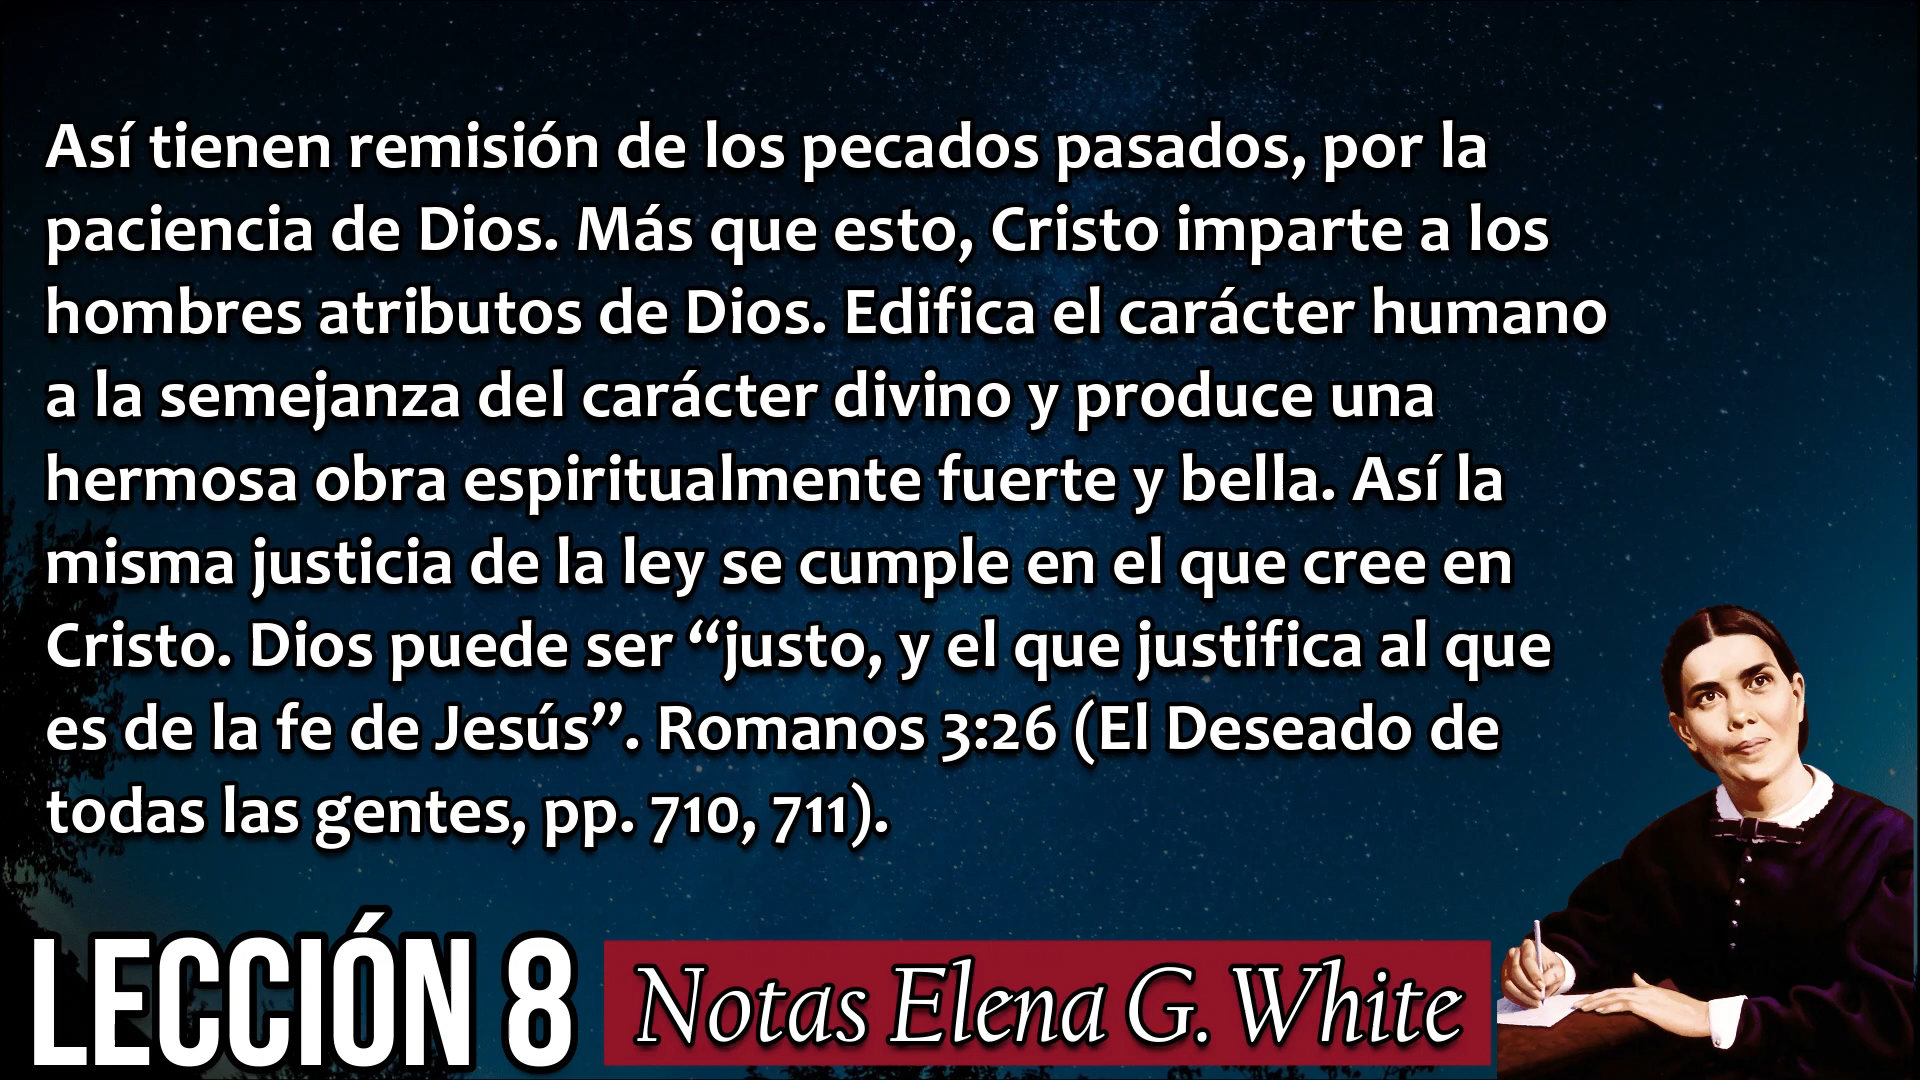 Así tienen remisión de los pecados pasados, por la
paciencia de Dios. Más que esto, Cristo imparte a los
hombres atributos de Dios. Edifica el carácter humano
a la semejanza del carácter divino y produce una
hermosa obra espiritualmente fuerte y bella. Así la
misma justicia de la ley se cumple en el que cree en
Cristo. Dios puede ser “justo, y el que justifica al que
es de la fe de Jesús”. Romanos 3:26 (El Deseado de
todas las gentes, pp. 710, 711).
LECCIÓN 8 Notas Elena G. White